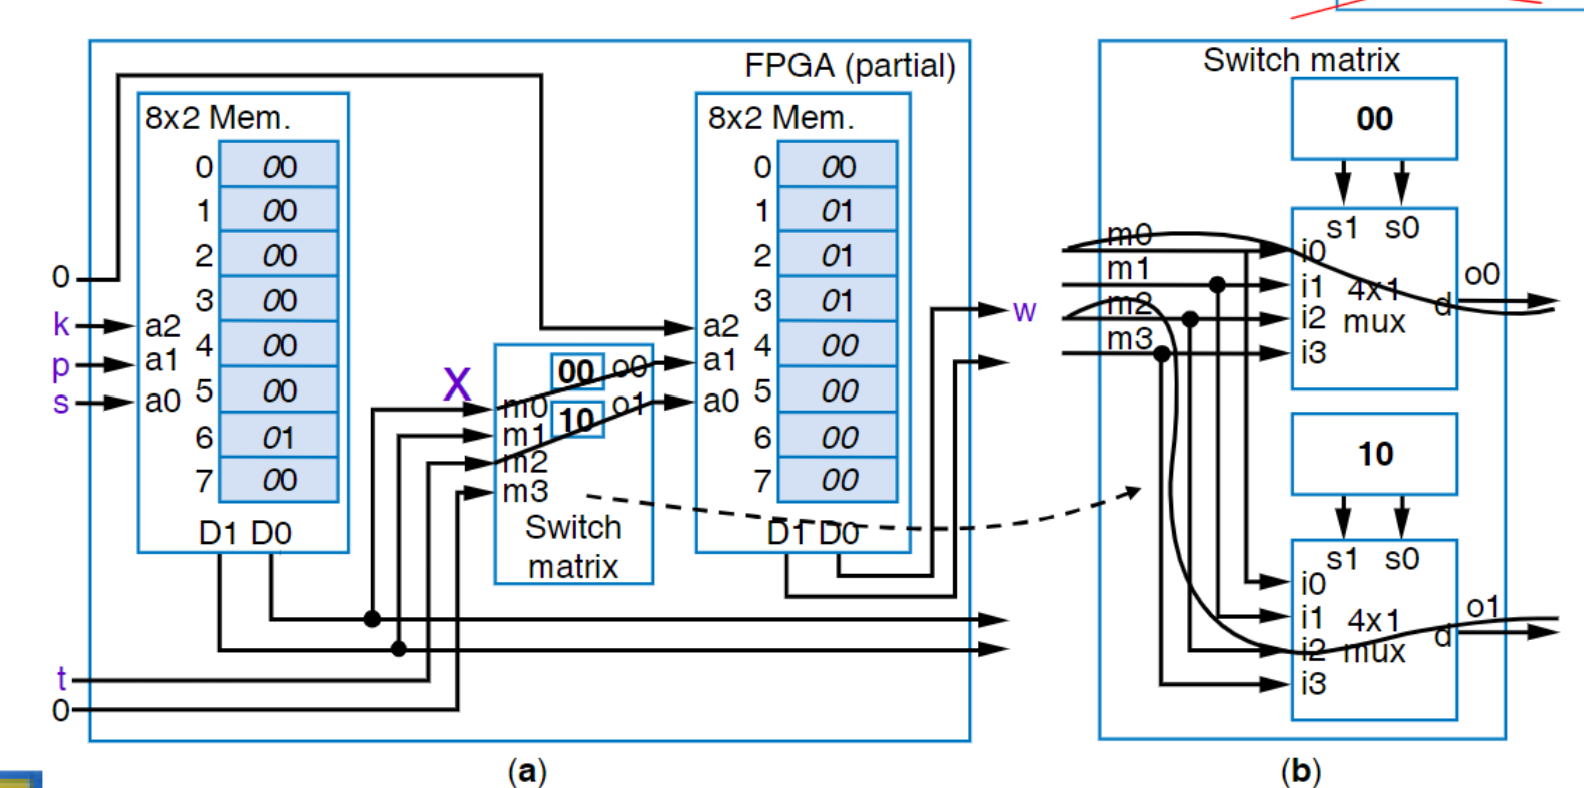 FPGA (partial)
8x2 Mem.
0 00
1 00
2 00
3 00
4 00
5 00
6 01
7 00
D1 D0
0
k
p
s
a2
a1
a0
X
00
10
o0
o1
m0
m1
m2
m3
Switch
matrix
8x2 Mem.
0 00
1 01
2 01
3 01
4 00
5 00
6 00
7 00
D1 D0
a2
a1
a0
w
t
0
(a)
Switch matrix
00
s1 s0
m0
m1
m2
m3
i0
i1
i2
i3
4x1
mux
d
o0
10
s1 s0
i0
i1
i2
i3
4x1
mux
d
o1
(b)